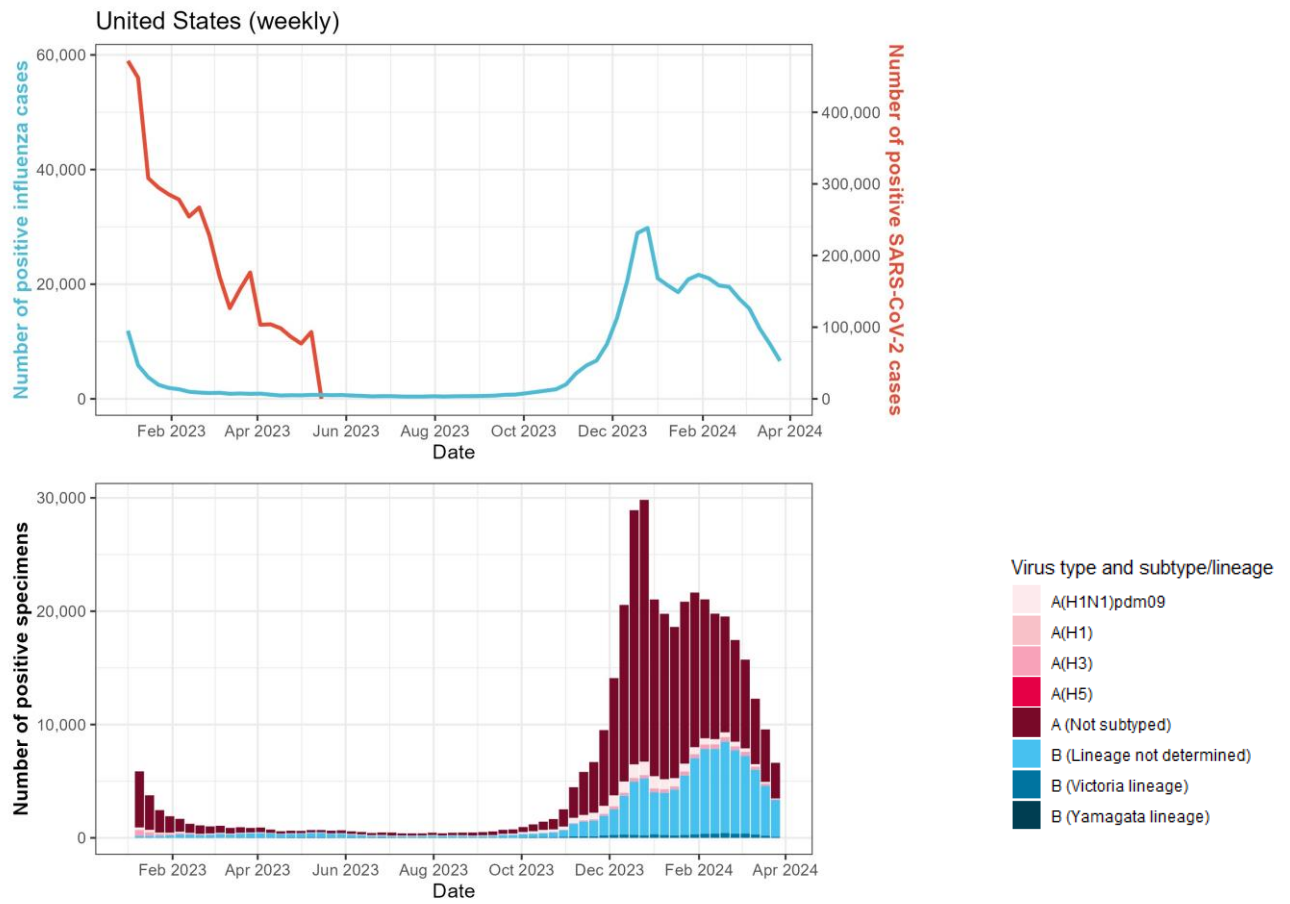 United States (weekly)
Number of positive influenza cases
60,000
40,000
20,000
0
Number of positive SARS-CoV-2 cases
400,000
300,000
200,000
100,000
0
Feb 2023 Apr 2023 Jun 2023 Aug 2023 Oct 2023 Dec 2023 Feb 2024 Apr 2024
Date
Number of positive specimens
30,000
20,000
10,000
0
Feb 2023 Apr 2023 Jun 2023 Aug 2023 Oct 2023 Dec 2023 Feb 2024 Apr 2024
Date
Virus type and subtype/lineage
A(H1N1)pdm09
A(H1)
A(H3)
A(H5)
A (Not subtyped)
B (Lineage not determined)
B (Victoria lineage)
B (Yamagata lineage)